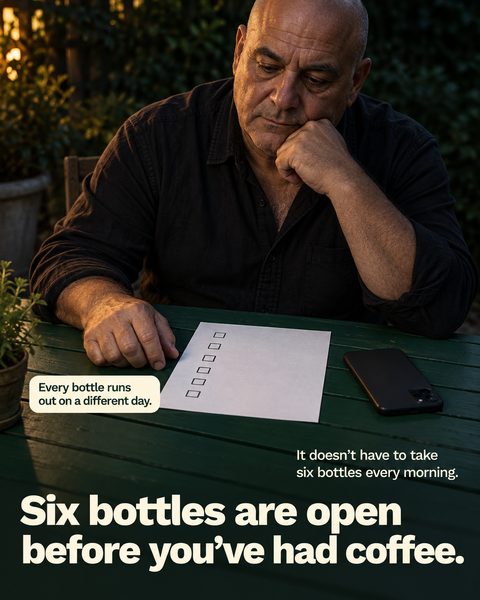 Every bottle runs
out on a different day.
It doesn't have to take
six bottles every morning.
Six bottles are open
before you've had coffee.